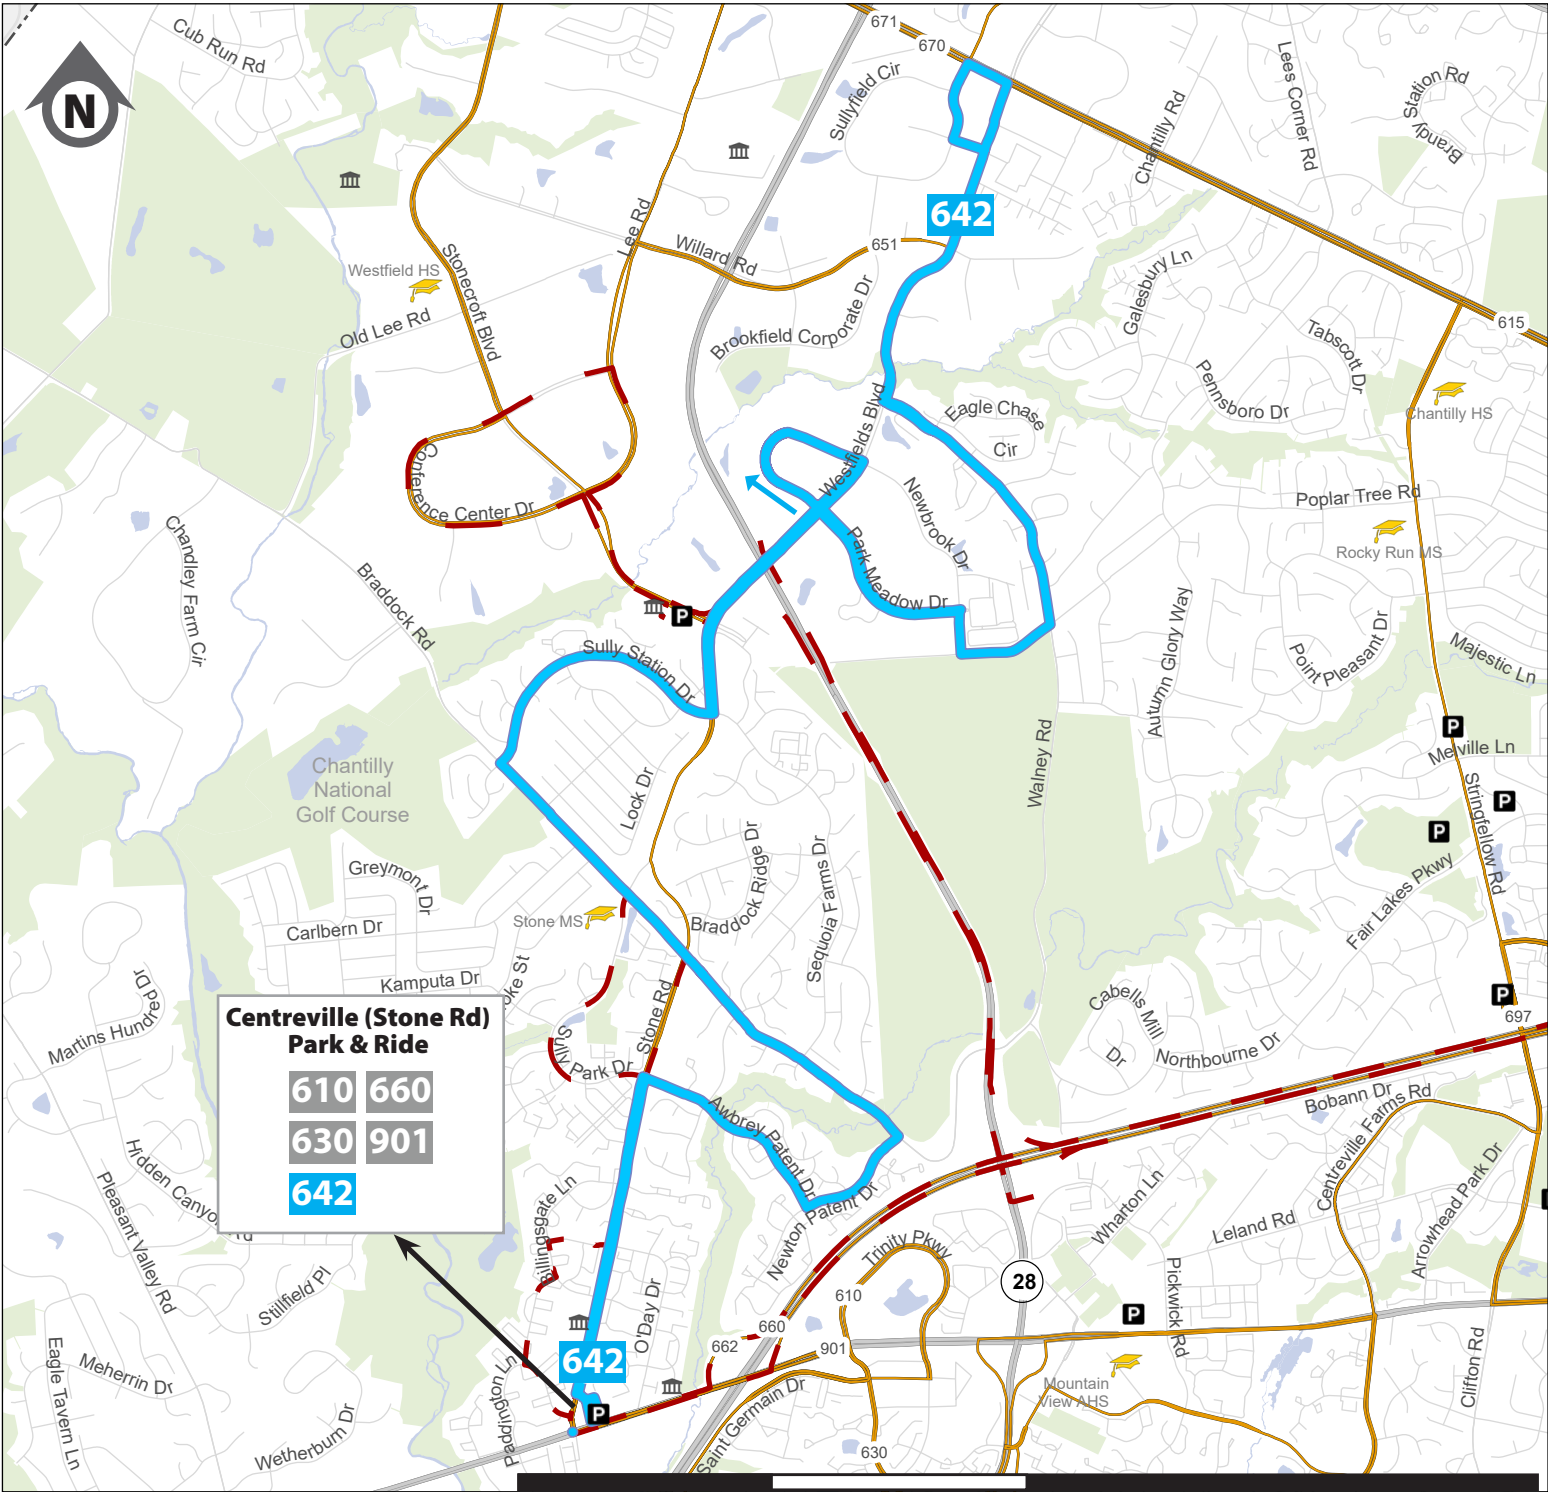 671
670
Cub Run Rd
N
Sullyfield Cir
Lees Corner Rd
Station Rd
Brandy
Chantilly Rd
642
Lee Rd
Willard Rd
651
Westfield HS
Stonecroft Blvd
Old Lee Rd
Galesbury Ln
Brookfield Corporate Dr
615
Tabscott Dr
Pennsboro Dr
Chantilly HS
Westfields Blvd
Eagle Chase
Cir
Conference Center Dr
Newbrook Dr
Poplar Tree Rd
Rocky Run MS
Chandley Farm Cir
Braddock Rd
Park Meadow Dr
P
Autumn Glory Way
Point
Pleasant Dr
Majestic Ln
Sully Station Dr
Walney Rd
P
Melville Ln
Chantilly
National
Golf Course
Lock Dr
Stringfellow Rd
P
P
Braddock Ridge Dr
Sequoia Farms Dr
Fair Lakes Pkwy
Greymont Dr
Stone MS
Carlbern Dr
Kamputa Dr
oke St
Stone Rd
Martins Hundred Dr
Cabells Mill
Dr
P
697
Northbourne Dr
Sully
Park Dr
Centreville (Stone Rd)
Park & Ride
610 660
630 901
642
Awbrey Patent Dr
Bobann Dr
Centreville Farms Rd
Hidden Canyo
Rd
Pleasant Valley Rd
Newton Patent Dr
Billingsgate Ln
Wharton Ln
Leland Rd
Arrowhead Park Dr
Trinity Pkwy
Stillfield Pl
28
610
Pickwick Rd
P
O'Day Dr
660
662
901
642
Eagle Tavern Ln
Meherrin Dr
Paddington Ln
Mountain
View AHS
Clifton Rd
Saint Germain Dr
P
Wetherburn Dr
630